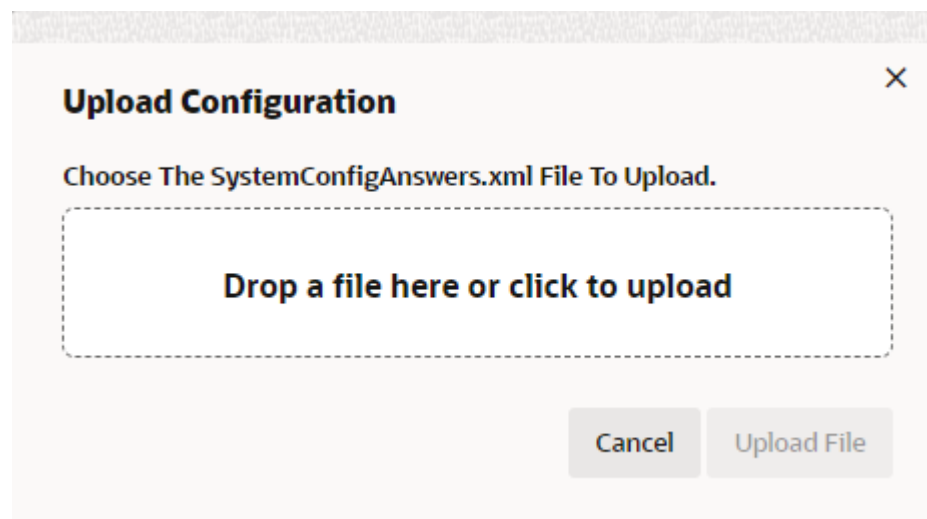 Upload Configuration
Choose The SystemConfigAnswers.xml File To Upload.
Drop a file here or click to upload
Cancel Upload File